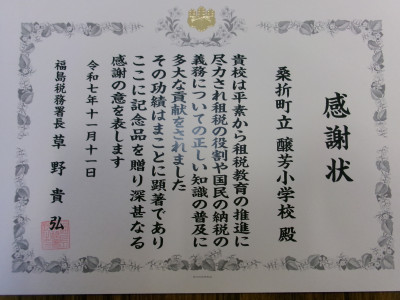 感謝状
桑折町立 醸芳小学校 殿
貴校は平素から租税教育の推進に
尽力され租税の役割や国民の納税の
義務についての正しい知識の普及に
多大な貢献をされました
その功績はまことに顕著であり
ここに記念品を贈り深甚なる
感謝の意を表します
令和七年十一月十一日
福島税務署長 草野貴弘